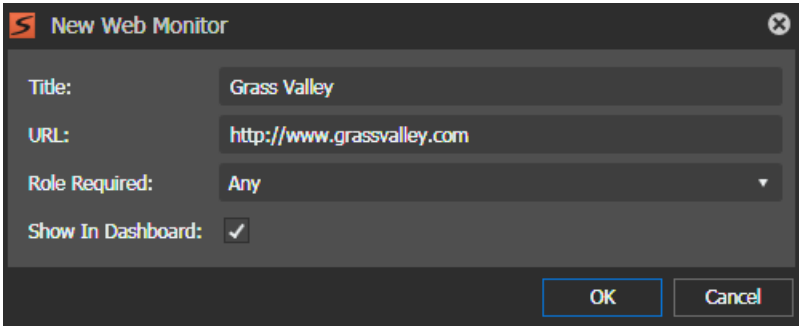 New Web Monitor
Title: Grass Valley
URL: http://www.grassvalley.com
Role Required: Any
Show In Dashboard:
OK Cancel